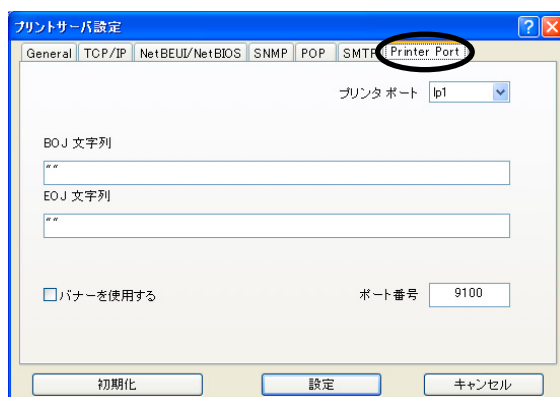 プリントサーバ設定
General TCP/IP NetBEUI/NetBIOS SNMP POP SMTP Printer Port
プリンタ ポート lp1
BOJ 文字列
""
EOJ 文字列
""
バナーを使用する ポート番号 9100
初期化 設定 キャンセル